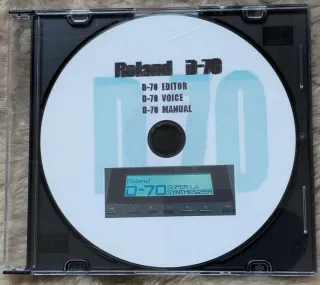 Roland D-70
D-70 EDITOR
D-70 VOICE
D-70 MANUAL
D70
Roland
D-70 SUPER LA
SYNTHESIZER